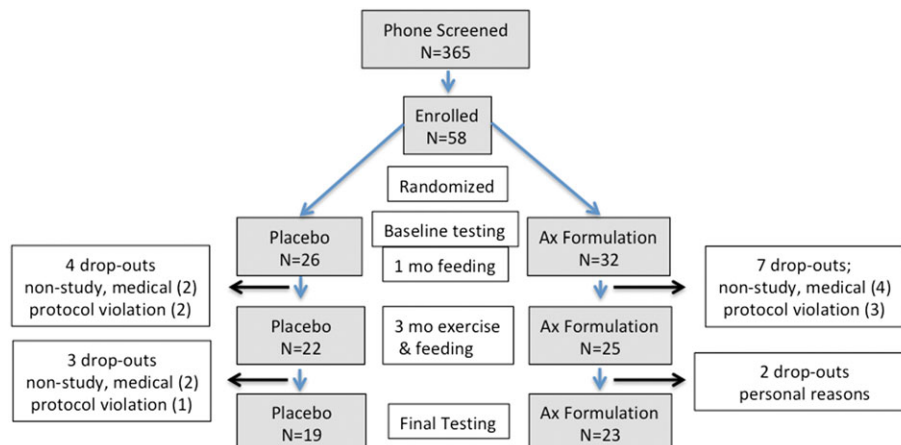 Phone Screened
N=365
Enrolled
N=58
Randomized
Baseline testing
Placebo
N=26
1 mo feeding
Ax Formulation
N=32
4 drop-outs
non-study, medical (2)
protocol violation (2)
7 drop-outs;
non-study, medical (4)
protocol violation (3)
Placebo
N=22
3 mo exercise
& feeding
Ax Formulation
N=25
3 drop-outs
non-study, medical (2)
protocol violation (1)
2 drop-outs
personal reasons
Placebo
N=19
Final Testing
Ax Formulation
N=23